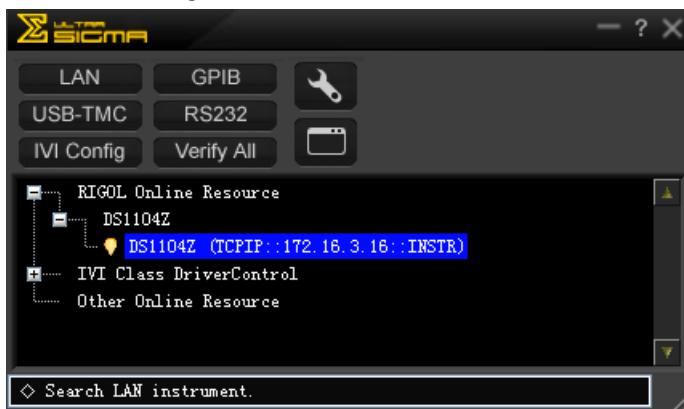 ULTRA
SIGMA
— ? X
LAN GPIB
USB-TMC RS232
IVI Config Verify All
RIGOL Online Resource
DS1104Z
DS1104Z (TCPIP::172.16.3.16::INSTR)
IVI Class DriverControl
Other Online Resource
◇ Search LAN instrument.